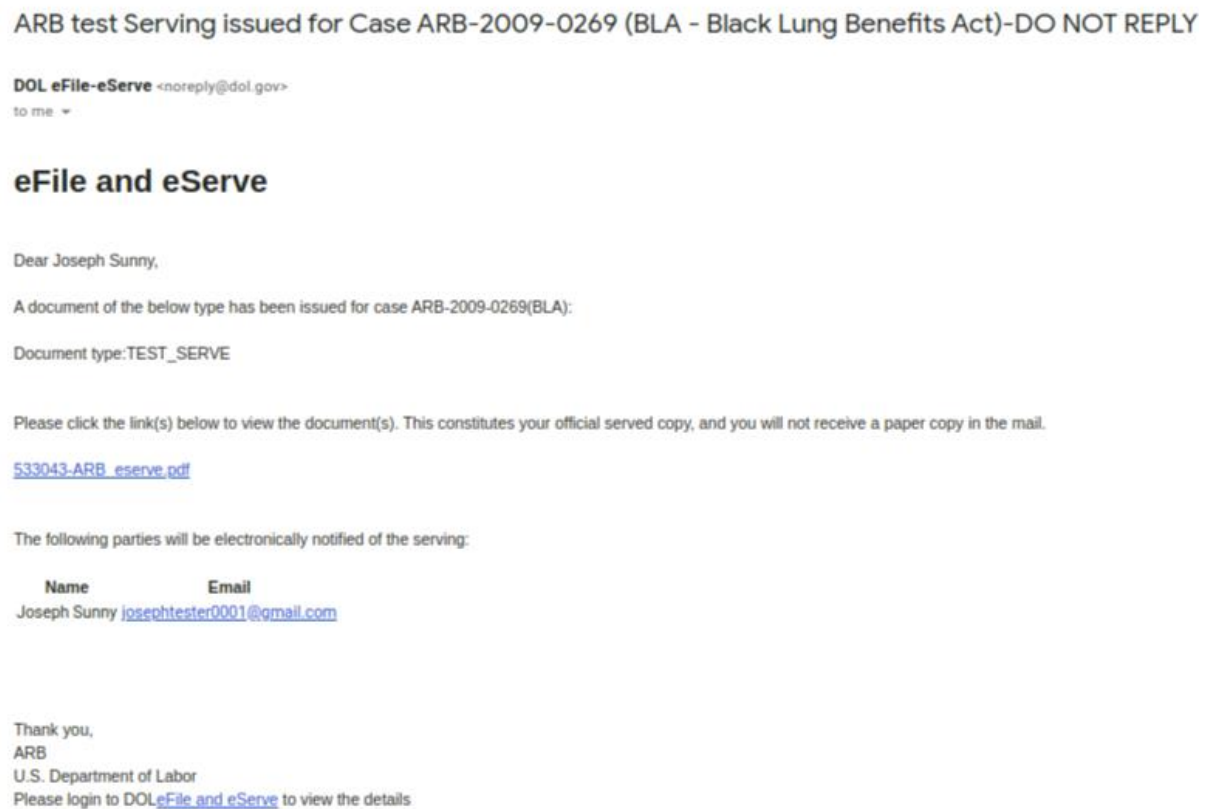 ARB test Serving issued for Case ARB-2009-0269 (BLA - Black Lung Benefits Act)-DO NOT REPLY
DOL eFile-eServe <noreply@dol.gov>
to me
eFile and eServe
Dear Joseph Sunny,
A document of the below type has been issued for case ARB-2009-0269(BLA):
Document type:TEST_SERVE
Please click the link(s) below to view the document(s). This constitutes your official served copy, and you will not receive a paper copy in the mail.
533043-ARB_eserve.pdf
The following parties will be electronically notified of the serving:
Name Email
Joseph Sunny josephtester0001@gmail.com
Thank you,
ARB
U.S. Department of Labor
Please login to DOLeFile and eServe to view the details